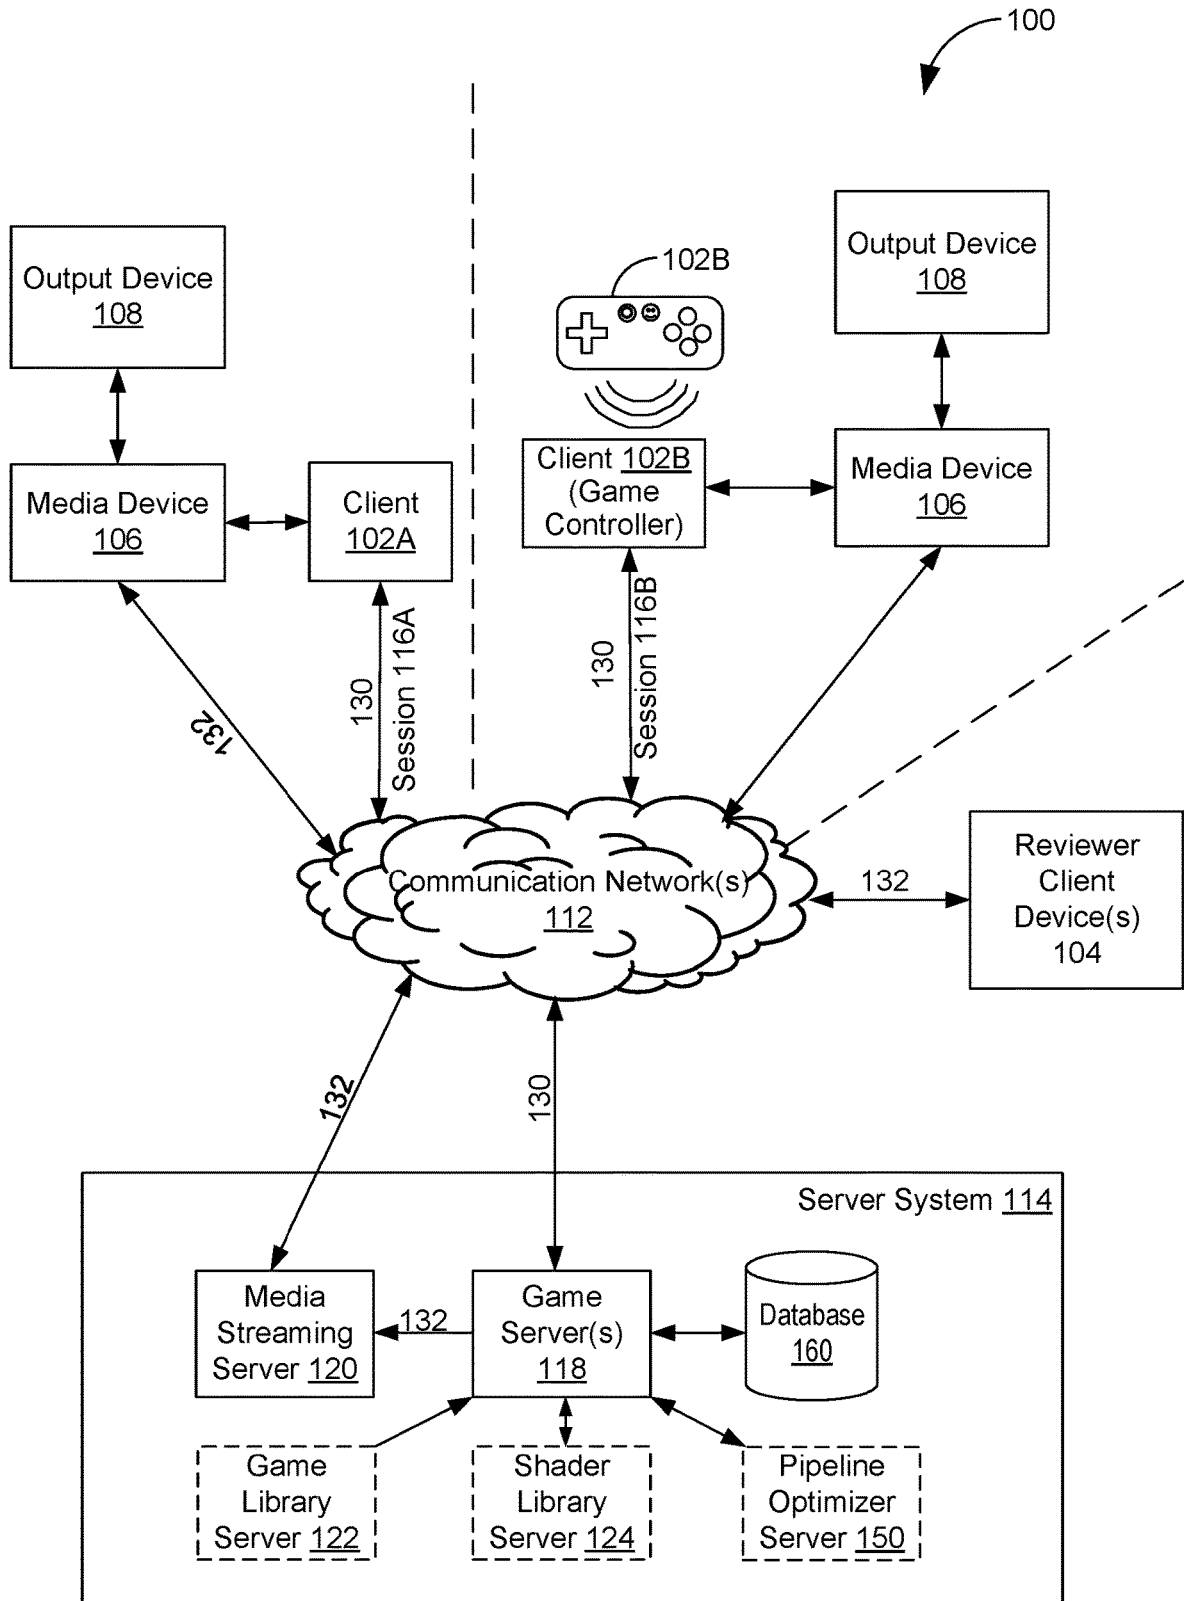 100
Output Device
108
102B
Output Device
108
Media Device
106
Client
102A
Client 102B
(Game
Controller)
Media Device
106
132
130
Session 116A
130
Session 116B
Communication Network(s)
112
132
Reviewer
Client
Device(s)
104
132
130
Server System 114
Media
Streaming
Server 120
132
Game
Server(s)
118
Database
160
Game
Library
Server 122
Shader
Library
Server 124
Pipeline
Optimizer
Server 150